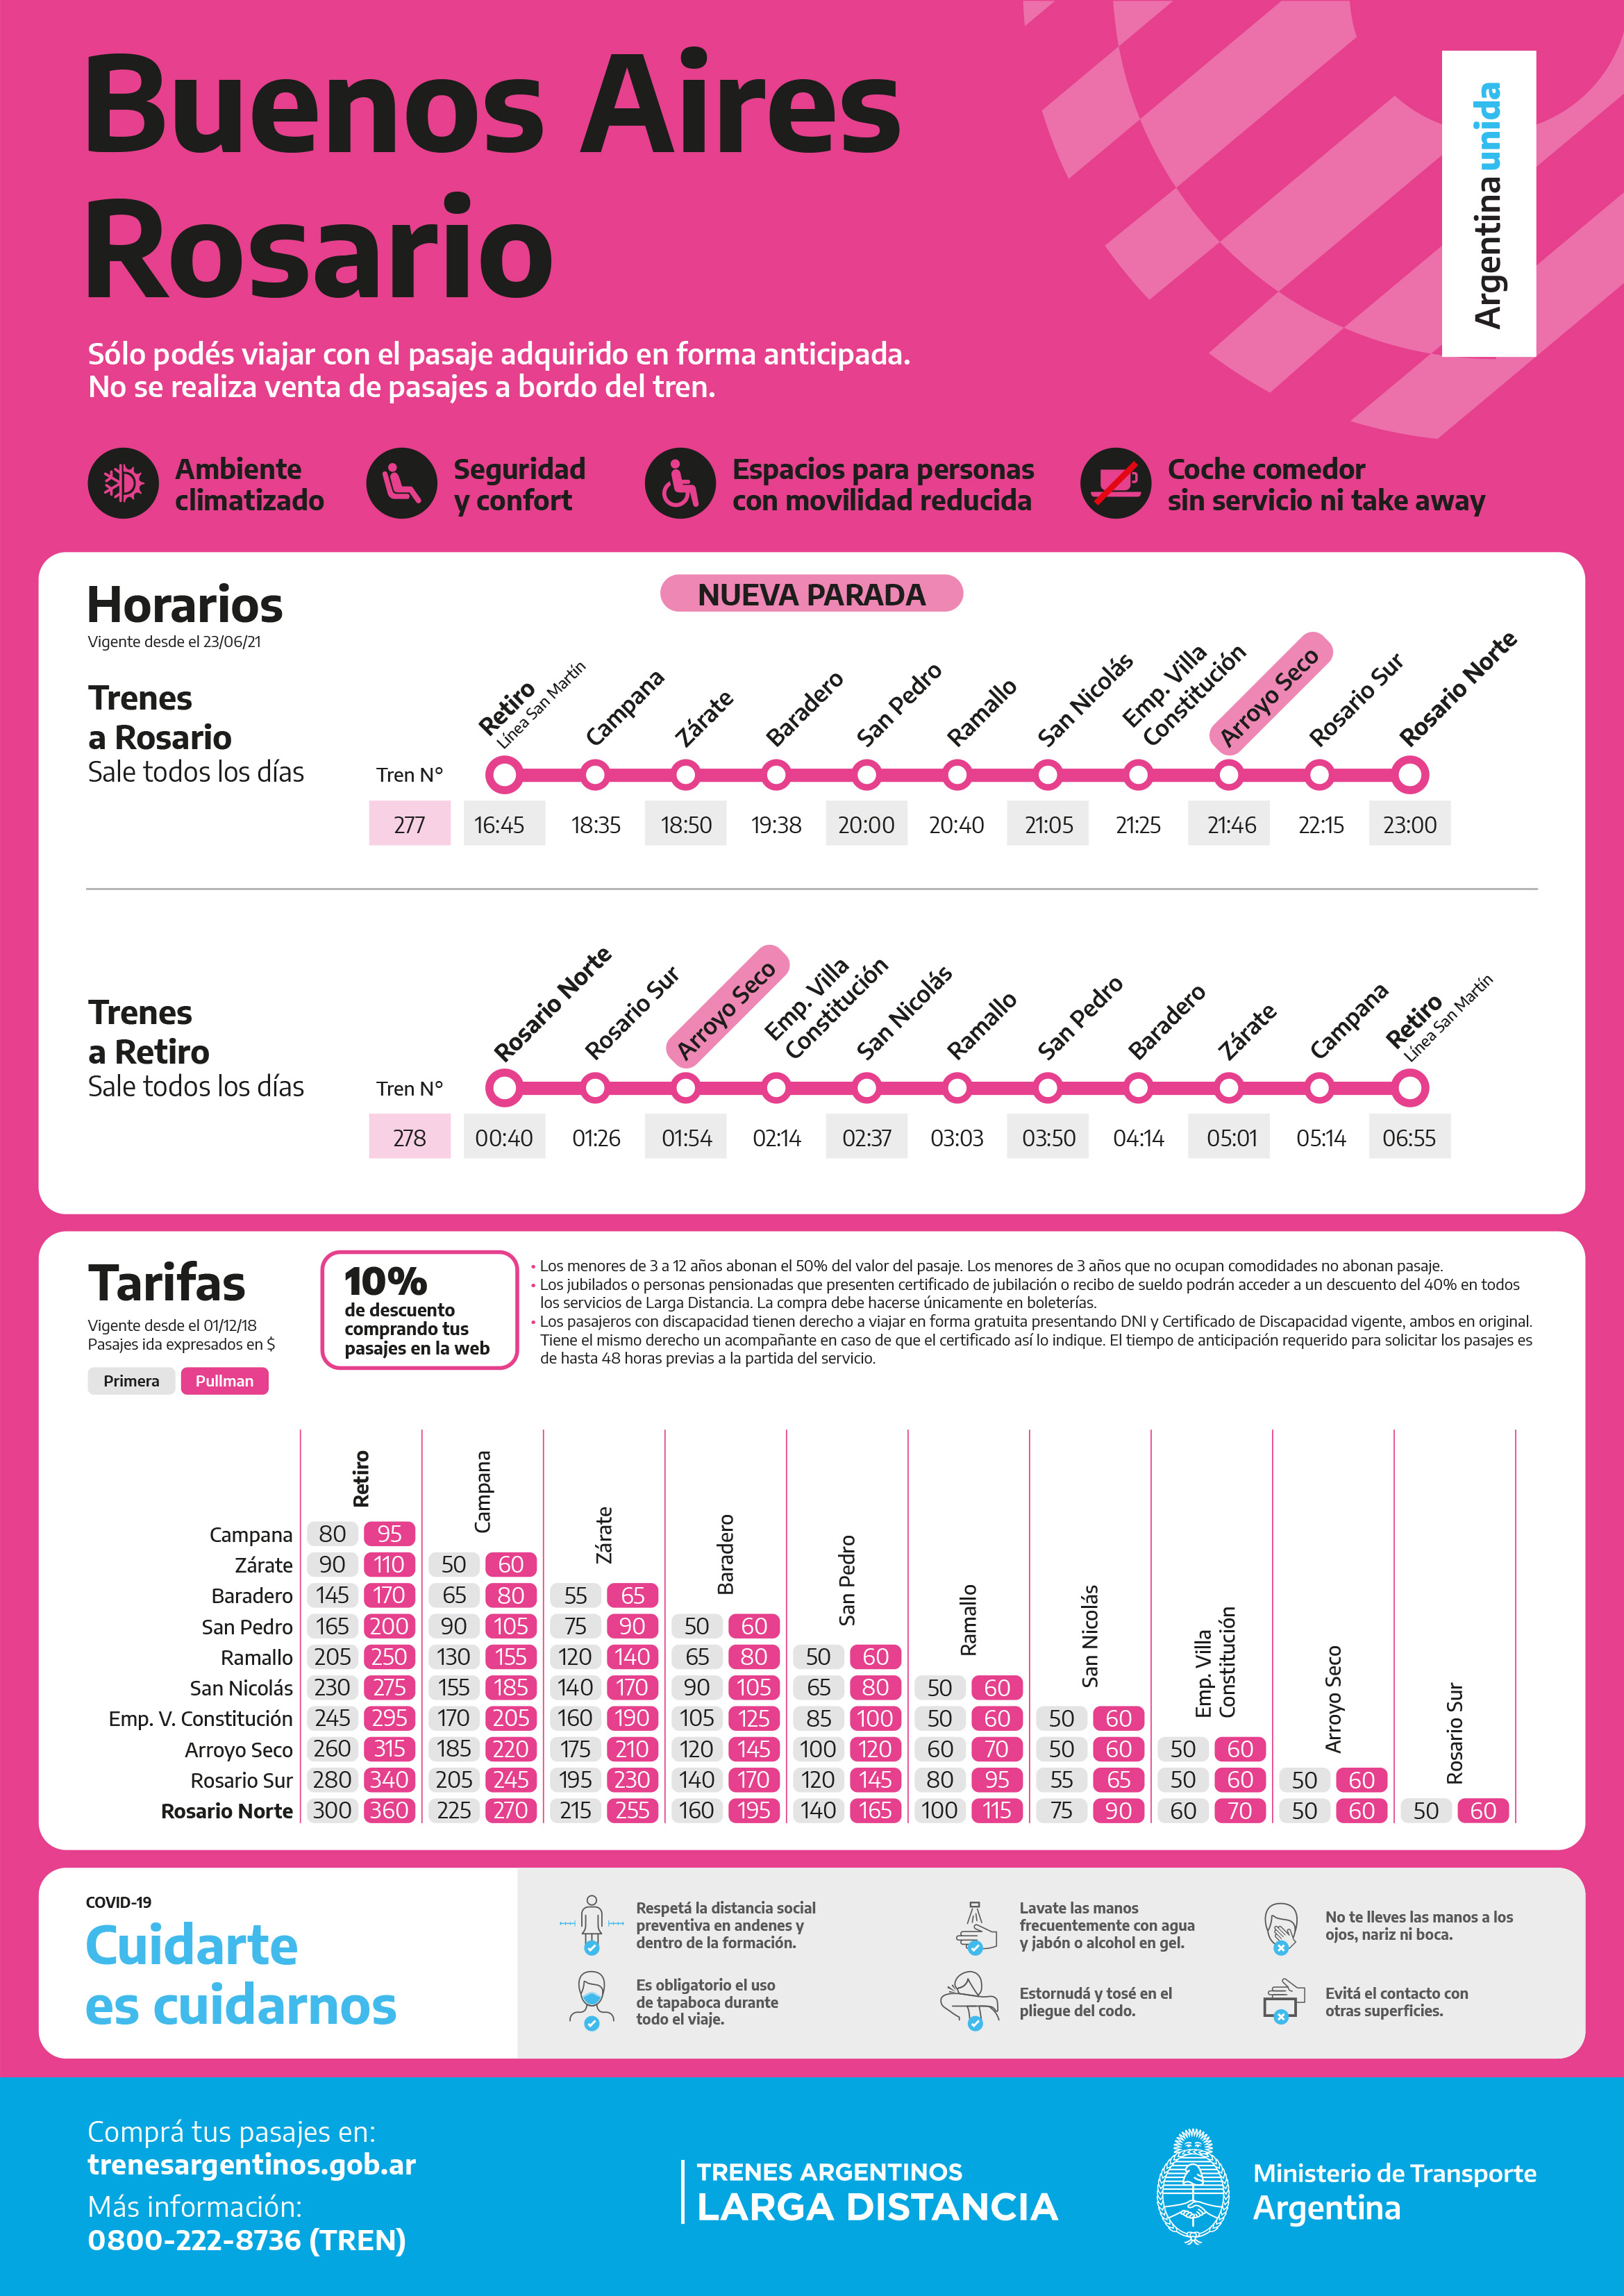 Buenos Aires
Rosario
Argentina unida
Sólo podés viajar con el pasaje adquirido en forma anticipada.
No se realiza venta de pasajes a bordo del tren.
Ambiente
climatizado
Seguridad
y confort
Espacios para personas
con movilidad reducida
Coche comedor
sin servicio ni take away
Horarios
Vigente desde el 23/06/21
NUEVA PARADA
Trenes
a Rosario
Sale todos los días
Retiro
Línea San Martín
Campana
Zárate
Baradero
San Pedro
Ramallo
San Nicolás
Emp. Villa
Constitución
Arroyo Seco
Rosario Sur
Rosario Norte
Tren N°
277 16:45 18:35 18:50 19:38 20:00 20:40 21:05 21:25 21:46 22:15 23:00
Trenes
a Retiro
Sale todos los días
Rosario Norte
Rosario Sur
Arroyo Seco
Emp. Villa
Constitución
San Nicolás
Ramallo
San Pedro
Baradero
Zárate
Campana
Retiro
Línea San Martín
Tren N°
278 00:40 01:26 01:54 02:14 02:37 03:03 03:50 04:14 05:01 05:14 06:55
Tarifas
Vigente desde el 01/12/18
Pasajes ida expresados en $
Primera Pullman
10%
de descuento
comprando tus
pasajes en la web
• Los menores de 3 a 12 años abonan el 50% del valor del pasaje. Los menores de 3 años que no ocupan comodidades no abonan pasaje.
• Los jubilados o personas pensionadas que presenten certificado de jubilación o recibo de sueldo podrán acceder a un descuento del 40% en todos
los servicios de Larga Distancia. La compra debe hacerse únicamente en boleterías.
• Los pasajeros con discapacidad tienen derecho a viajar en forma gratuita presentando DNI y Certificado de Discapacidad vigente, ambos en original.
Tiene el mismo derecho un acompañante en caso de que el certificado así lo indique. El tiempo de anticipación requerido para solicitar los pasajes es
de hasta 48 horas previas a la partida del servicio.
Retiro
Campana
Zárate
Baradero
San Pedro
Ramallo
San Nicolás
Emp. Villa
Constitución
Arroyo Seco
Rosario Sur
Campana 80 95
Zárate 90 110 50 60
Baradero 145 170 65 80 55 65
San Pedro 165 200 90 105 75 90 50 60
Ramallo 205 250 130 155 120 140 65 80 50 60
San Nicolás 230 275 155 185 140 170 90 105 65 80 50 60
Emp. V. Constitución 245 295 170 205 160 190 105 125 85 100 50 60 50 60
Arroyo Seco 260 315 185 220 175 210 120 145 100 120 60 70 50 60 50 60
Rosario Sur 280 340 205 245 195 230 140 170 120 145 80 95 55 65 50 60 50 60
Rosario Norte 300 360 225 270 215 255 160 195 140 165 100 115 75 90 60 70 50 60 50 60
COVID-19
Cuidarte
es cuidarnos
Respetá la distancia social
preventiva en andenes y
dentro de la formación.
Lavate las manos
frecuentemente con agua
y jabón o alcohol en gel.
No te lleves las manos a los
ojos, nariz ni boca.
Es obligatorio el uso
de tapaboca durante
todo el viaje.
Estornudá y tosé en el
pliegue del codo.
Evitá el contacto con
otras superficies.
Comprá tus pasajes en:
trenesargentinos.gob.ar
Más información:
0800-222-8736 (TREN)
TRENES ARGENTINOS
LARGA DISTANCIA
Ministerio de Transporte
Argentina